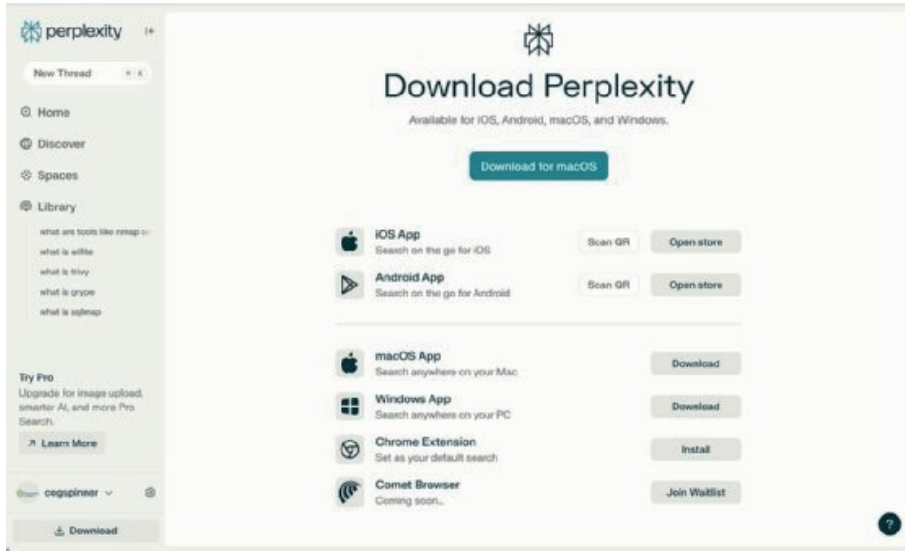 perplexity
New Thread
K
Home
Discover
Spaces
Library
what are tools like nmap
what is
what is trivy
what is grype
what is sqlmap
Try Pro
Upgrade for image upload,
smarter AI, and more Pro
Search.
Learn More
cogspinner
Download
Download Perplexity
Available for iOS, Android, macOS, and Windows.
Download for macOS
iOS App
Search on the go for iOS
Scan QR
Open store
Android App
Search on the go for Android
Scan QR
Open store
macOS App
Search anywhere on your Mac
Download
Windows App
Search anywhere on your PC
Download
Chrome Extension
Set as your default search
Install
Comet Browser
Coming soon...
Join Waitlist
?